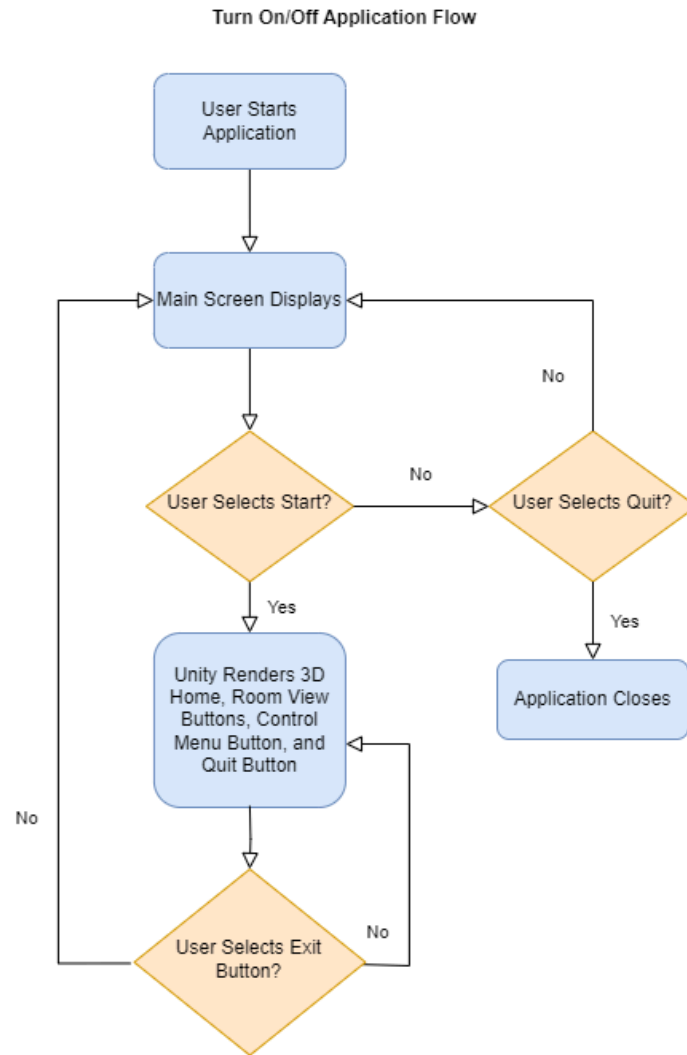 Turn On/Off Application Flow
User Starts
Application
Main Screen Displays
No
No
User Selects Start?
User Selects Quit?
Yes
Yes
Unity Renders 3D
Home, Room View
Buttons, Control
Menu Button, and
Quit Button
Application Closes
No
No
User Selects Exit
Button?